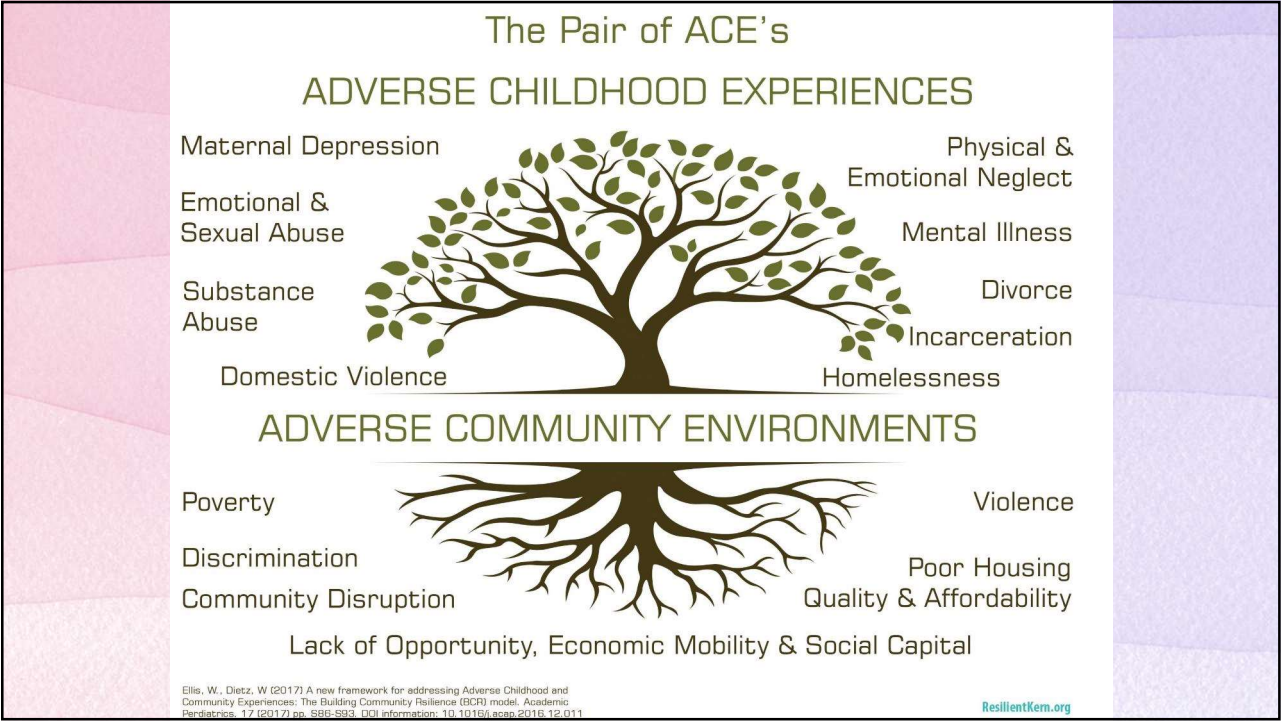 The Pair of ACE's
ADVERSE CHILDHOOD EXPERIENCES
Maternal Depression
Emotional &
Sexual Abuse
Substance
Abuse
Domestic Violence
Physical &
Emotional Neglect
Mental Illness
Divorce
Incarceration
Homelessness
ADVERSE COMMUNITY ENVIRONMENTS
Poverty
Discrimination
Community Disruption
Violence
Poor Housing
Quality & Affordability
Lack of Opportunity, Economic Mobility & Social Capital
Ellis, W., Dietz, W (2017) A new framework for addressing Adverse Childhood and
Community Experiences: The Building Community Rsilience (BCR) model. Academic
Perdiatrics. 17 (2017) pp. S86-S93. DOI information: 10.1016/j.acap.2016.12.011
ResilientKern.org